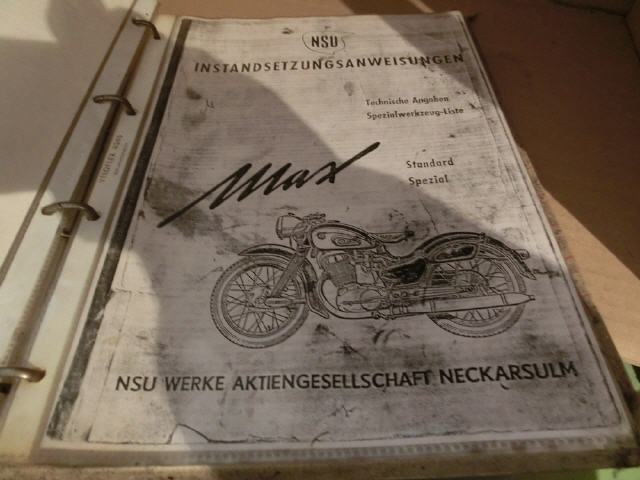 NSU
INSTANDSETZUNGSANWEISUNGEN
Technische Angaben
Spezialwerkzeug-Liste
Max
Standard
Spezial
NSU WERKE AKTIENGESELLSCHAFT NECKARSULM